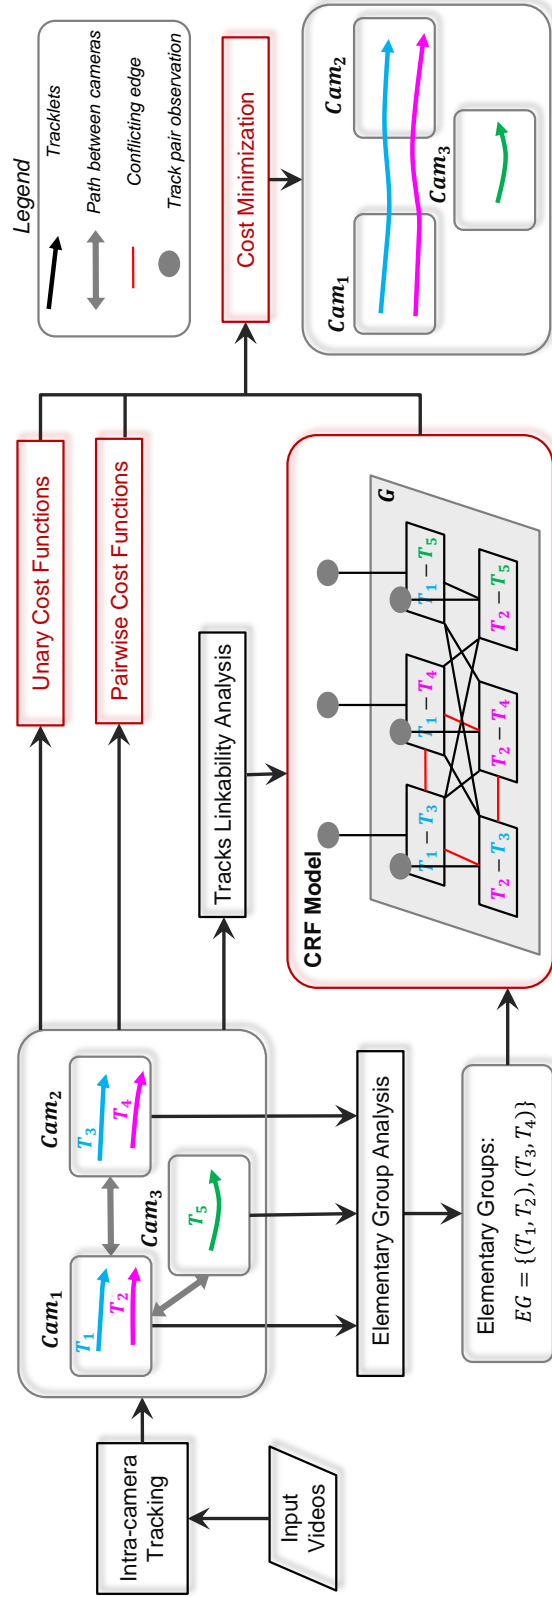 Input
Videos
Intra-camera
Tracking
Cam₁
T₁
T₂
Cam₂
T₃
T₄
Cam₃
T₅
Elementary Group Analysis
Elementary Groups:
EG = {(T₁, T₂), (T₃, T₄)}
Unary Cost Functions
Pairwise Cost Functions
Tracks Linkability Analysis
CRF Model
G
T₁ − T₃
T₁ − T₄
T₁ − T₅
T₂ − T₃
T₂ − T₄
T₂ − T₅
Legend
Tracklets
Path between cameras
Conflicting edge
Track pair observation
Cost Minimization
Cam₁
Cam₂
Cam₃